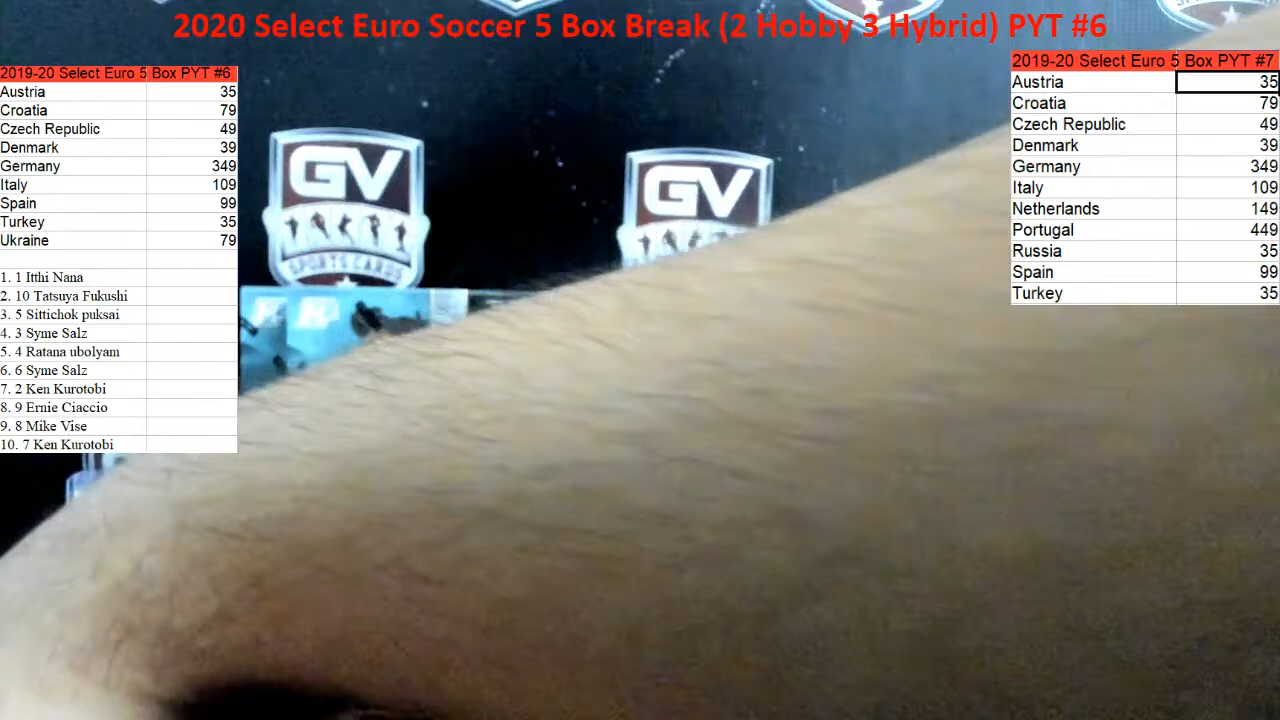 2020 Select Euro Soccer 5 Box Break (2 Hobby 3 Hybrid) PYT #6
2019-20 Select Euro 5 Box PYT #6
Austria 35
Croatia 79
Czech Republic 49
Denmark 39
Germany 349
Italy 109
Spain 99
Turkey 35
Ukraine 79
1. 1 Itthi Nana
2. 10 Tatsuya Fukushi
3. 5 Sittichok puksai
4. 3 Syme Salz
5. 4 Ratana ubolyam
6. 6 Syme Salz
7. 2 Ken Kurotobi
8. 9 Ernie Ciaccio
9. 8 Mike Vise
10. 7 Ken Kurotobi
2019-20 Select Euro 5 Box PYT #7
Austria 35
Croatia 79
Czech Republic 49
Denmark 39
Germany 349
Italy 109
Netherlands 149
Portugal 449
Russia 35
Spain 99
Turkey 35
GV
SPORTS CARDS
GV